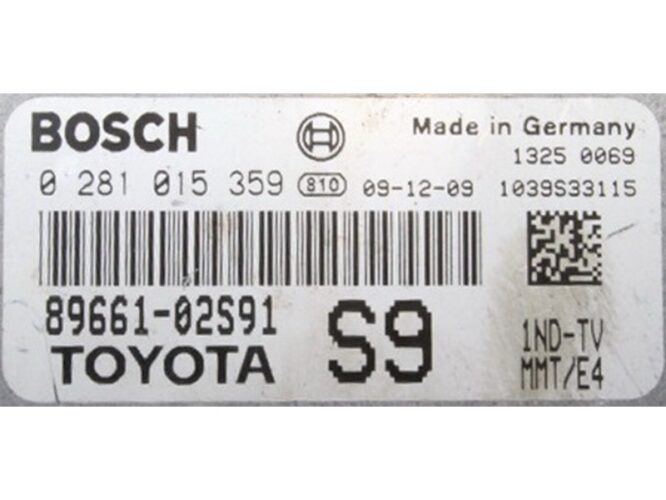 BOSCH
Made in Germany
1325 0069
0 281 015 359 810 09-12-09 1039S33115
89661-02S91
TOYOTA
S9
1ND-TV
MMT/E4